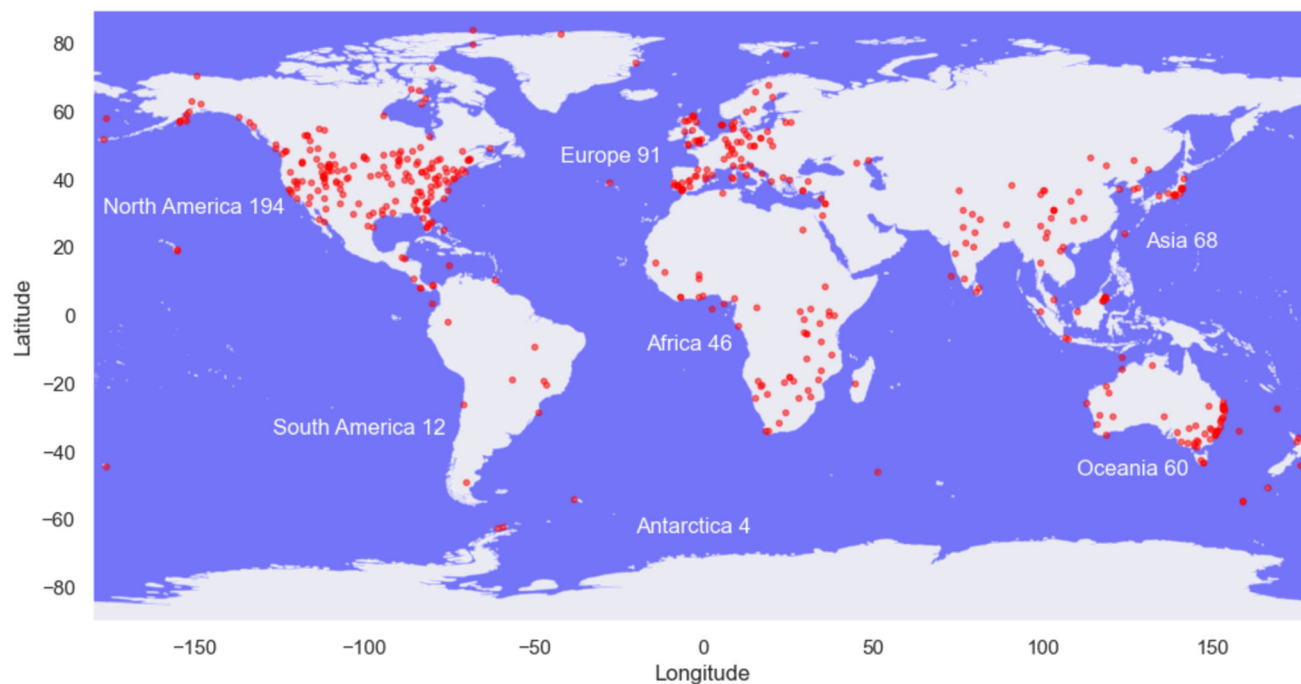 80
60
40
20
0
−20
−40
−60
−80
Latitude
Europe 91
North America 194
Asia 68
Africa 46
South America 12
Oceania 60
Antarctica 4
−150
−100
−50
0
50
100
150
Longitude